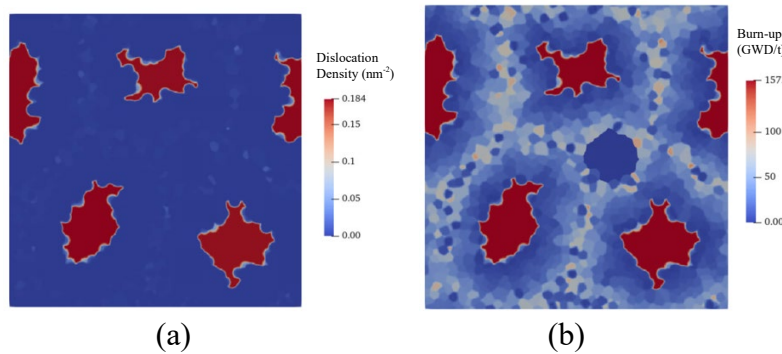 Dislocation
Density (nm-2)
0.184
0.15
0.1
0.05
0.00
(a)
Burn-up
(GWD/t)
157
100
50
0.00
(b)